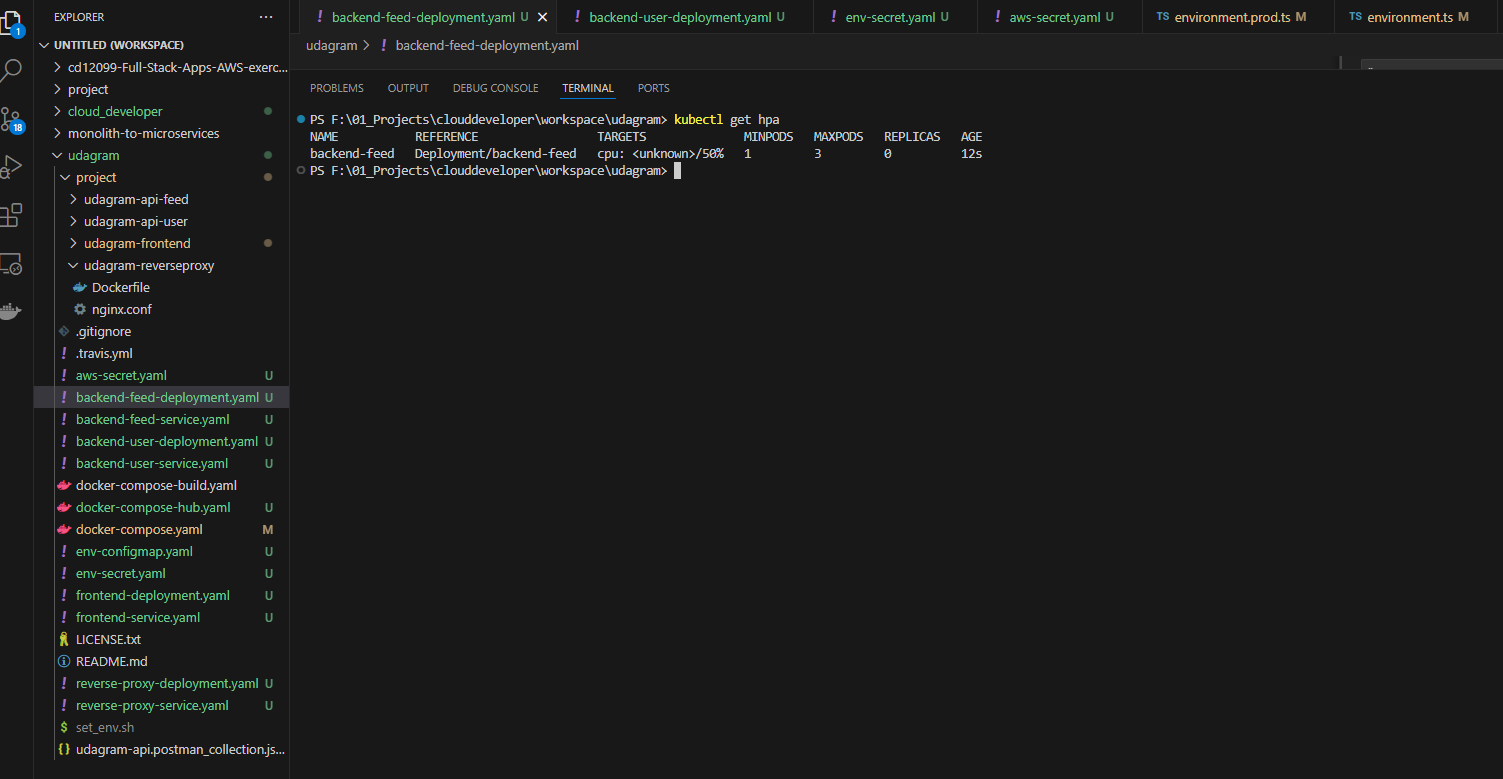 EXPLORER
UNTITLED (WORKSPACE)
cd12099-Full-Stack-Apps-AWS-exerc...
project
cloud_developer
monolith-to-microservices
udagram
project
udagram-api-feed
udagram-api-user
udagram-frontend
udagram-reverseproxy
Dockerfile
nginx.conf
.gitignore
.travis.yml
aws-secret.yaml U
backend-feed-deployment.yaml U
backend-feed-service.yaml U
backend-user-deployment.yaml U
backend-user-service.yaml U
docker-compose-build.yaml
docker-compose-hub.yaml U
docker-compose.yaml M
env-configmap.yaml U
env-secret.yaml U
frontend-deployment.yaml U
frontend-service.yaml U
LICENSE.txt
README.md
reverse-proxy-deployment.yaml U
reverse-proxy-service.yaml U
set_env.sh
udagram-api.postman_collection.js...
1
18
backend-feed-deployment.yaml U backend-user-deployment.yaml U env-secret.yaml U aws-secret.yaml U TS environment.prod.ts M TS environment.ts M
udagram > backend-feed-deployment.yaml
PROBLEMS OUTPUT DEBUG CONSOLE TERMINAL PORTS
PS F:\01_Projects\clouddeveloper\workspace\udagram> kubectl get hpa
NAME REFERENCE TARGETS MINPODS MAXPODS REPLICAS AGE
backend-feed Deployment/backend-feed cpu: <unknown>/50% 1 3 0 12s
PS F:\01_Projects\clouddeveloper\workspace\udagram>